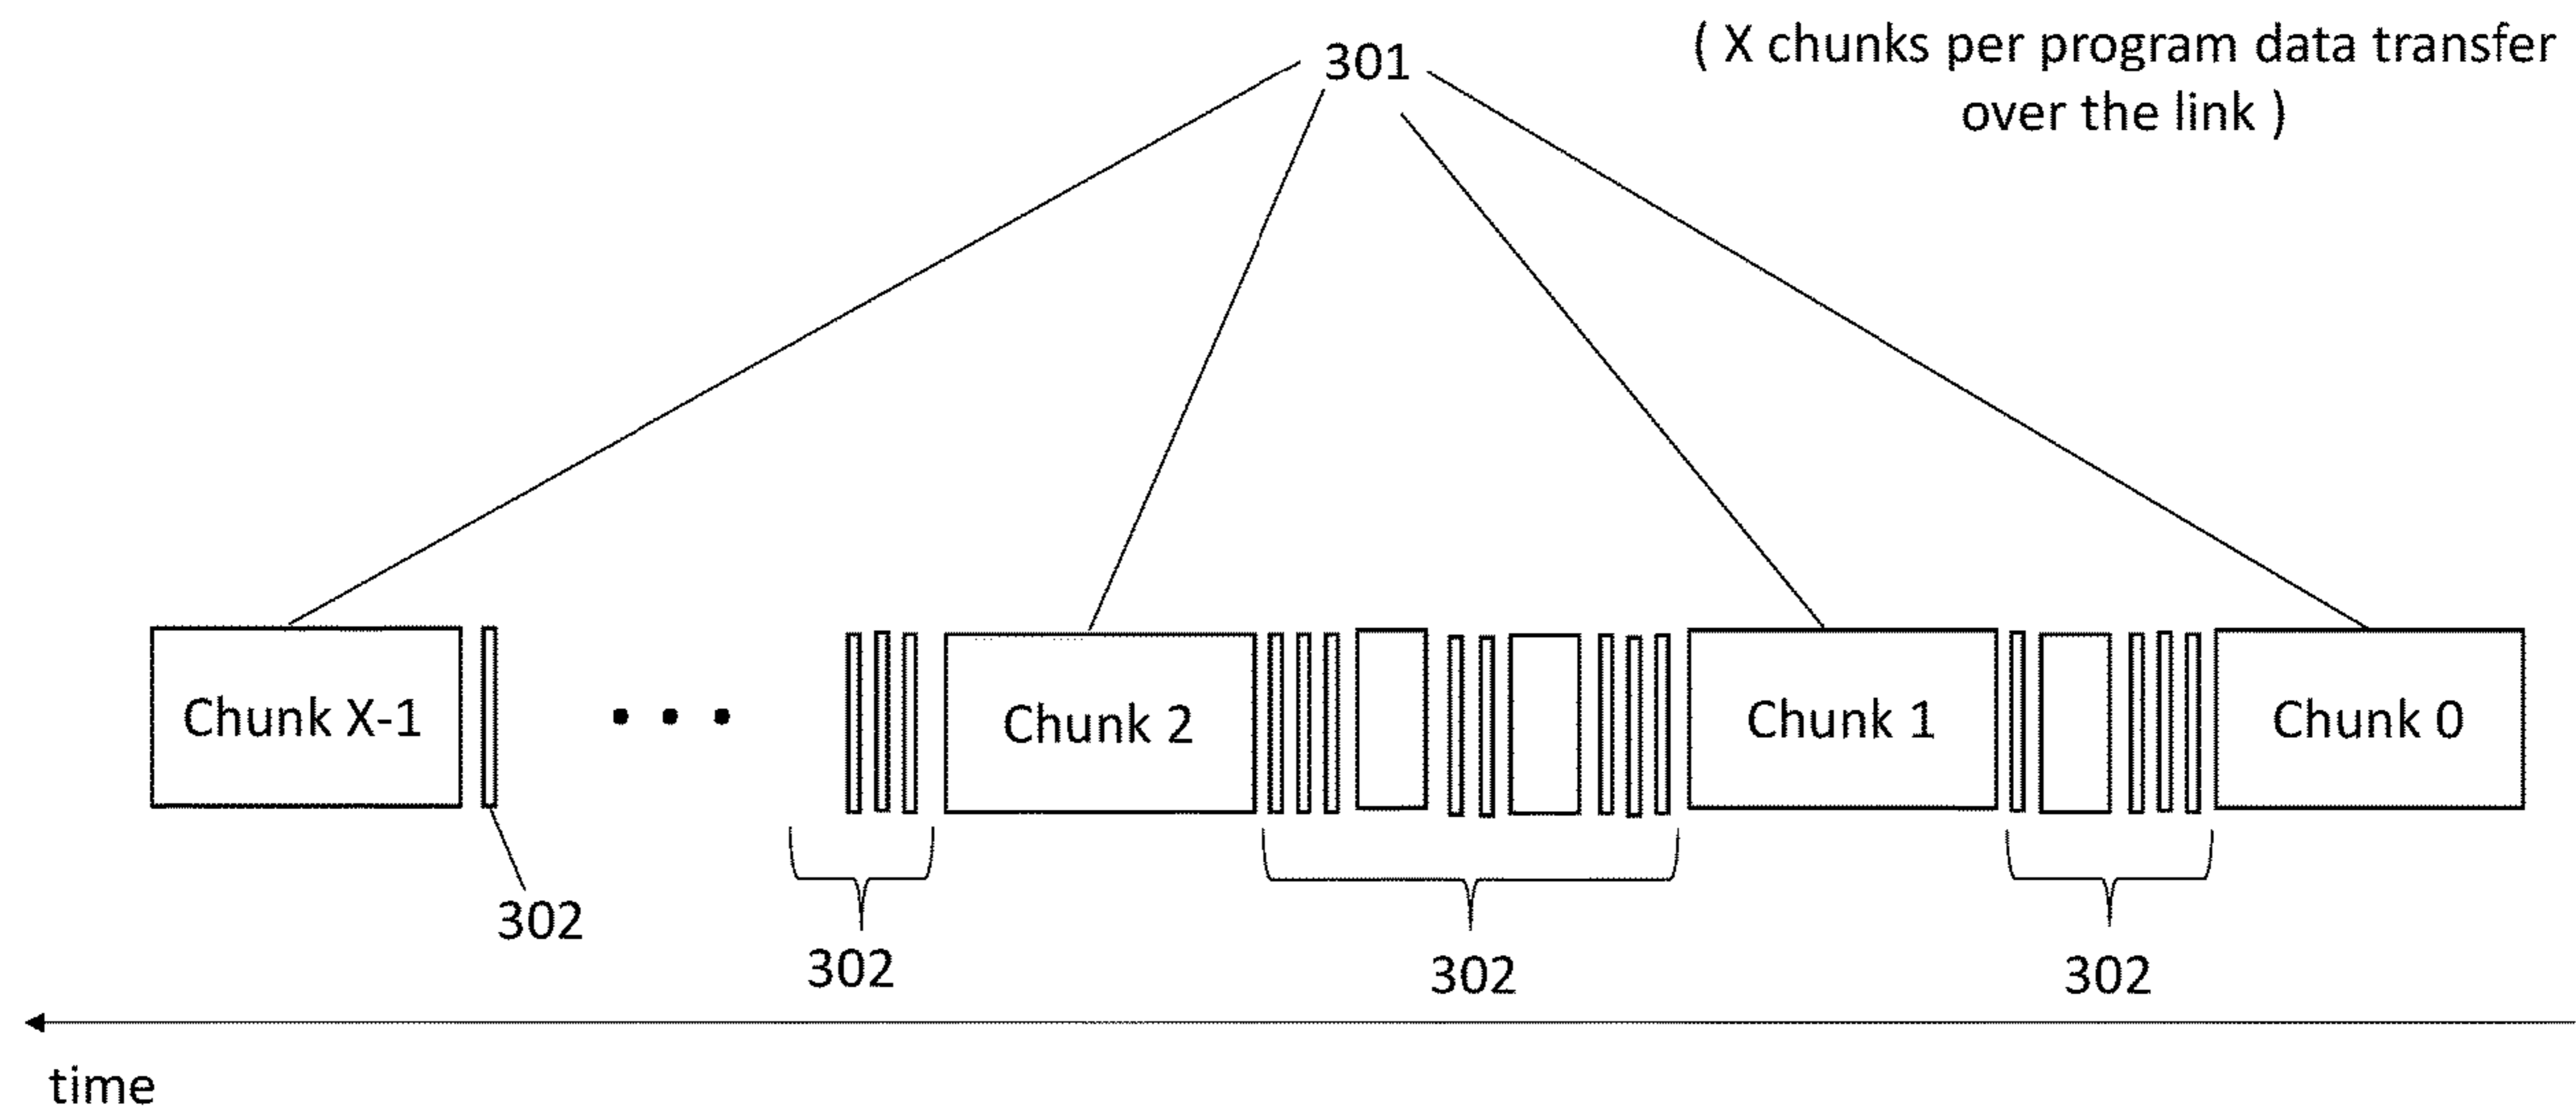 301
( X chunks per program data transfer
over the link )
Chunk X-1
• • •
Chunk 2
Chunk 1
Chunk 0
302
302
302
302
time